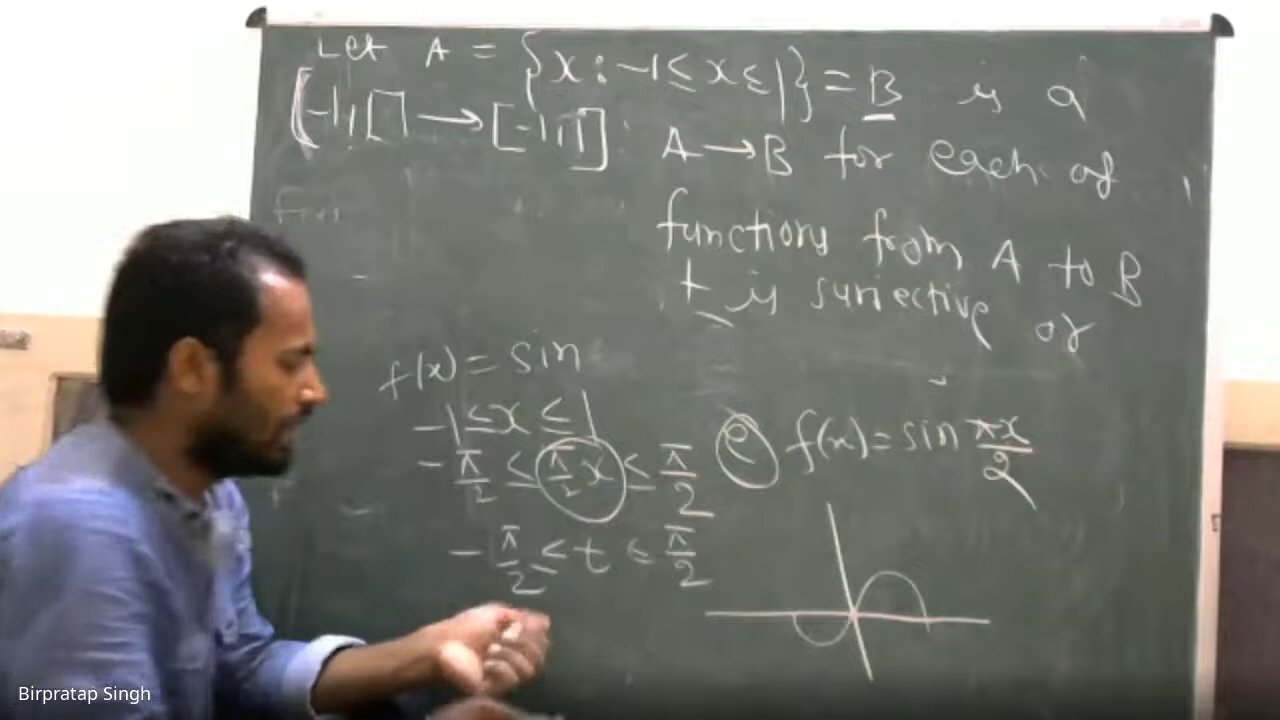 Let A = {x : -1 ≤ x ≤ 1} = B is a
[-1,1] → [-1,1]
A → B for each of
functions from A to B
f is surjective or
f(x) = sin
-1 ≤ x ≤ 1
e f(x) = sin πx/2
-π/2 ≤ π/2 x ≤ π/2
-π/2 ≤ t ≤ π/2
Birpratap Singh